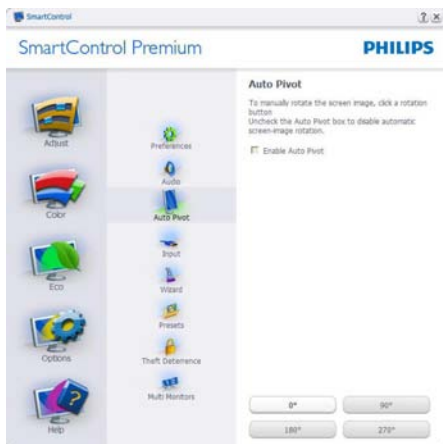 SmartControl
SmartControl Premium
PHILIPS
Adjust
Color
Eco
Options
Help
Preferences
Audio
Auto Pivot
Input
Wizard
Presets
Theft Deterrence
Multi Monitors
Auto Pivot
To manually rotate the screen image, click a rotation
button
Uncheck the Auto Pivot box to disable automatic
screen-image rotation.
Enable Auto Pivot
0°
90°
180°
270°